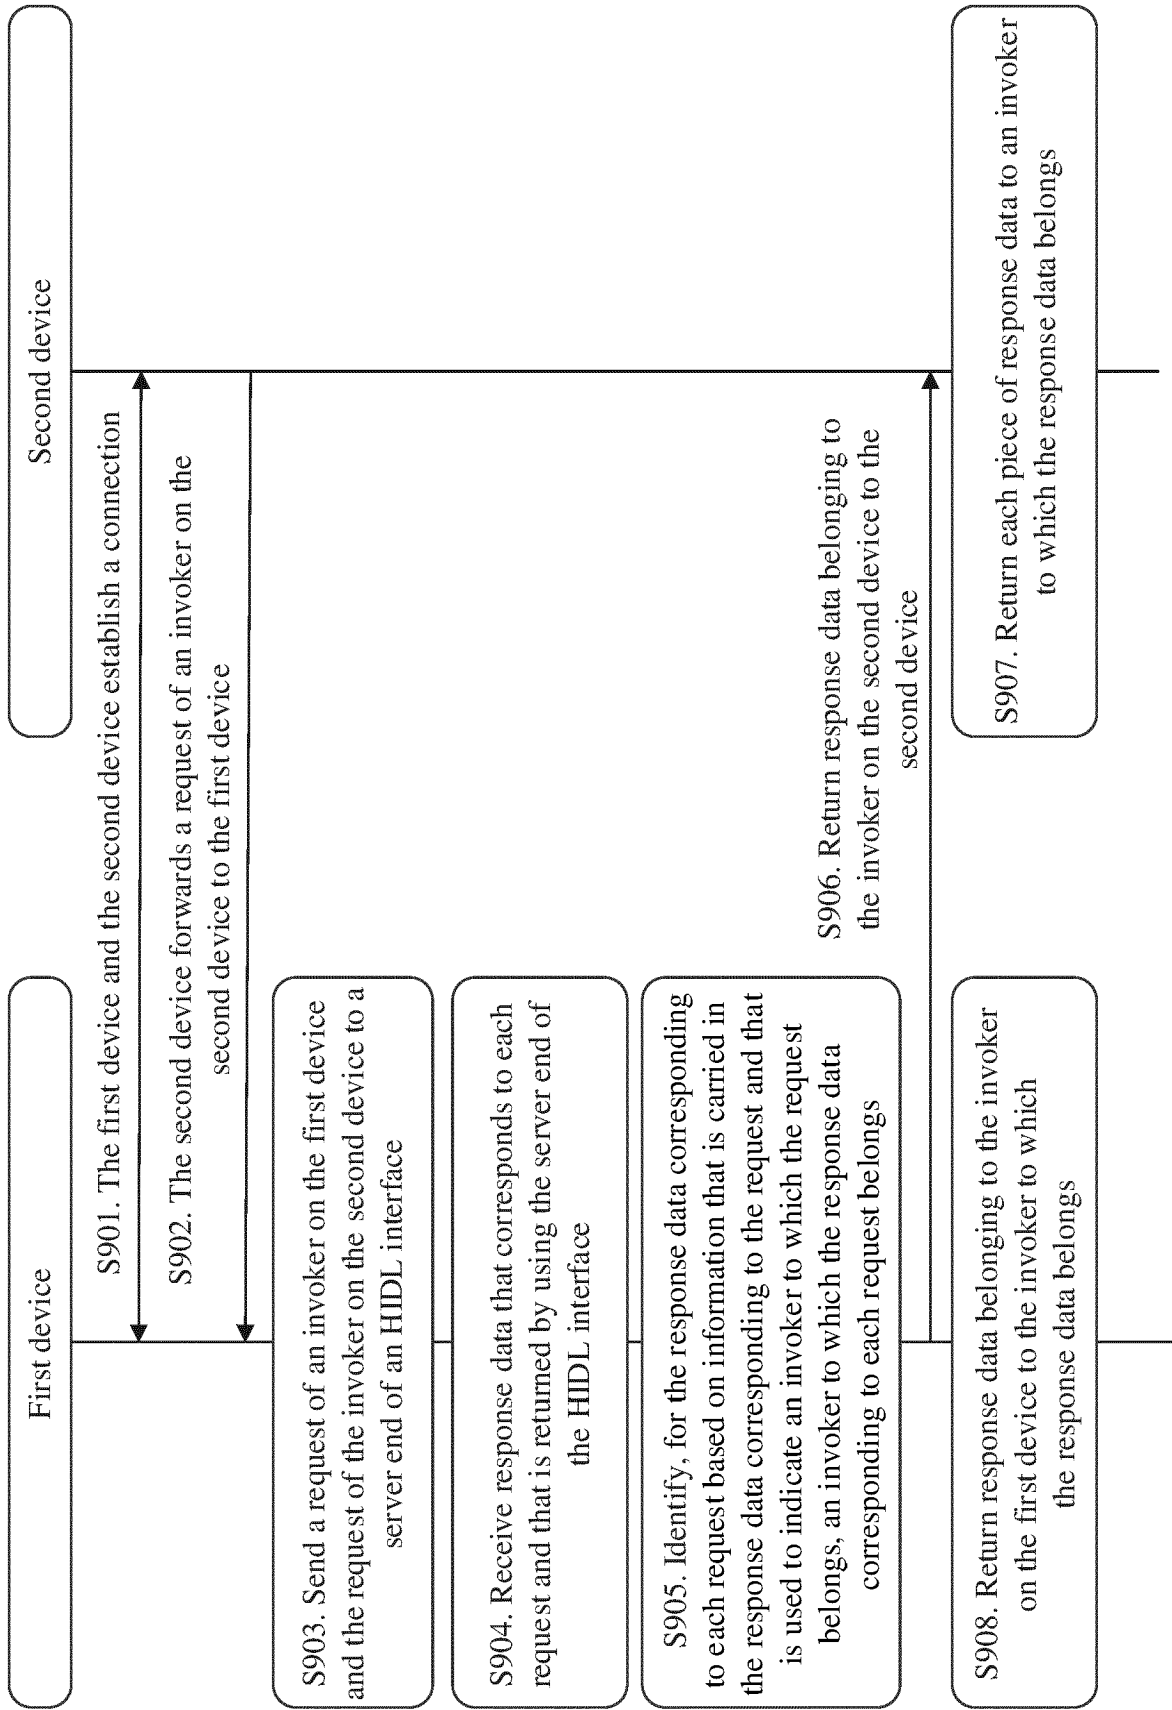 First device
Second device
S901. The first device and the second device establish a connection
S902. The second device forwards a request of an invoker on the
second device to the first device
S903. Send a request of an invoker on the first device
and the request of the invoker on the second device to a
server end of an HIDL interface
S904. Receive response data that corresponds to each
request and that is returned by using the server end of
the HIDL interface
S905. Identify, for the response data corresponding
to each request based on information that is carried in
the response data corresponding to the request and that
is used to indicate an invoker to which the request
belongs, an invoker to which the response data
corresponding to each request belongs
S906. Return response data belonging to
the invoker on the second device to the
second device
S907. Return each piece of response data to an invoker
to which the response data belongs
S908. Return response data belonging to the invoker
on the first device to the invoker to which
the response data belongs